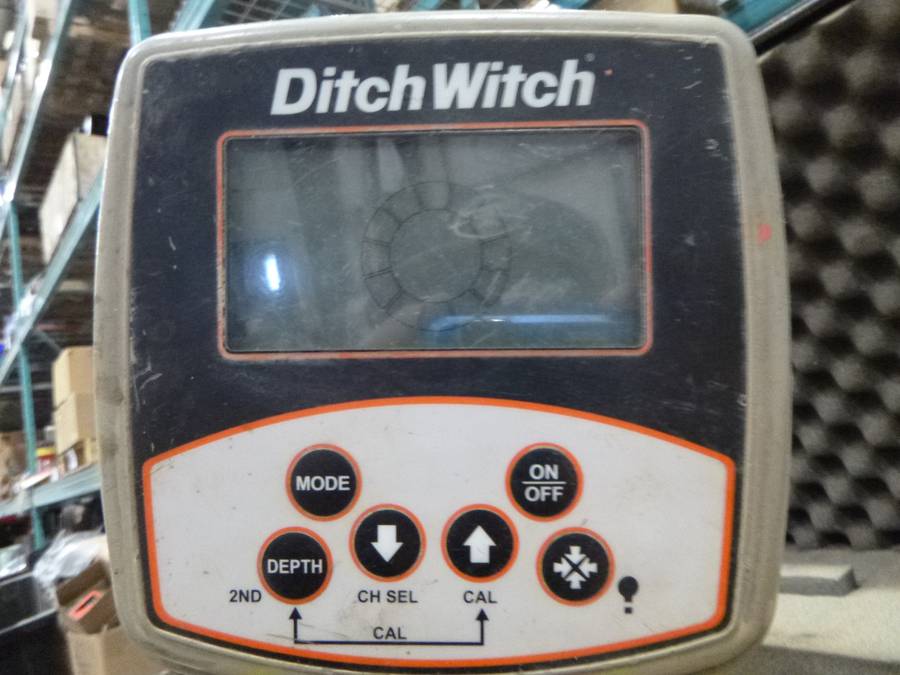 DitchWitch
MODE
ON
OFF
DEPTH
2ND
CH SEL
CAL
CAL